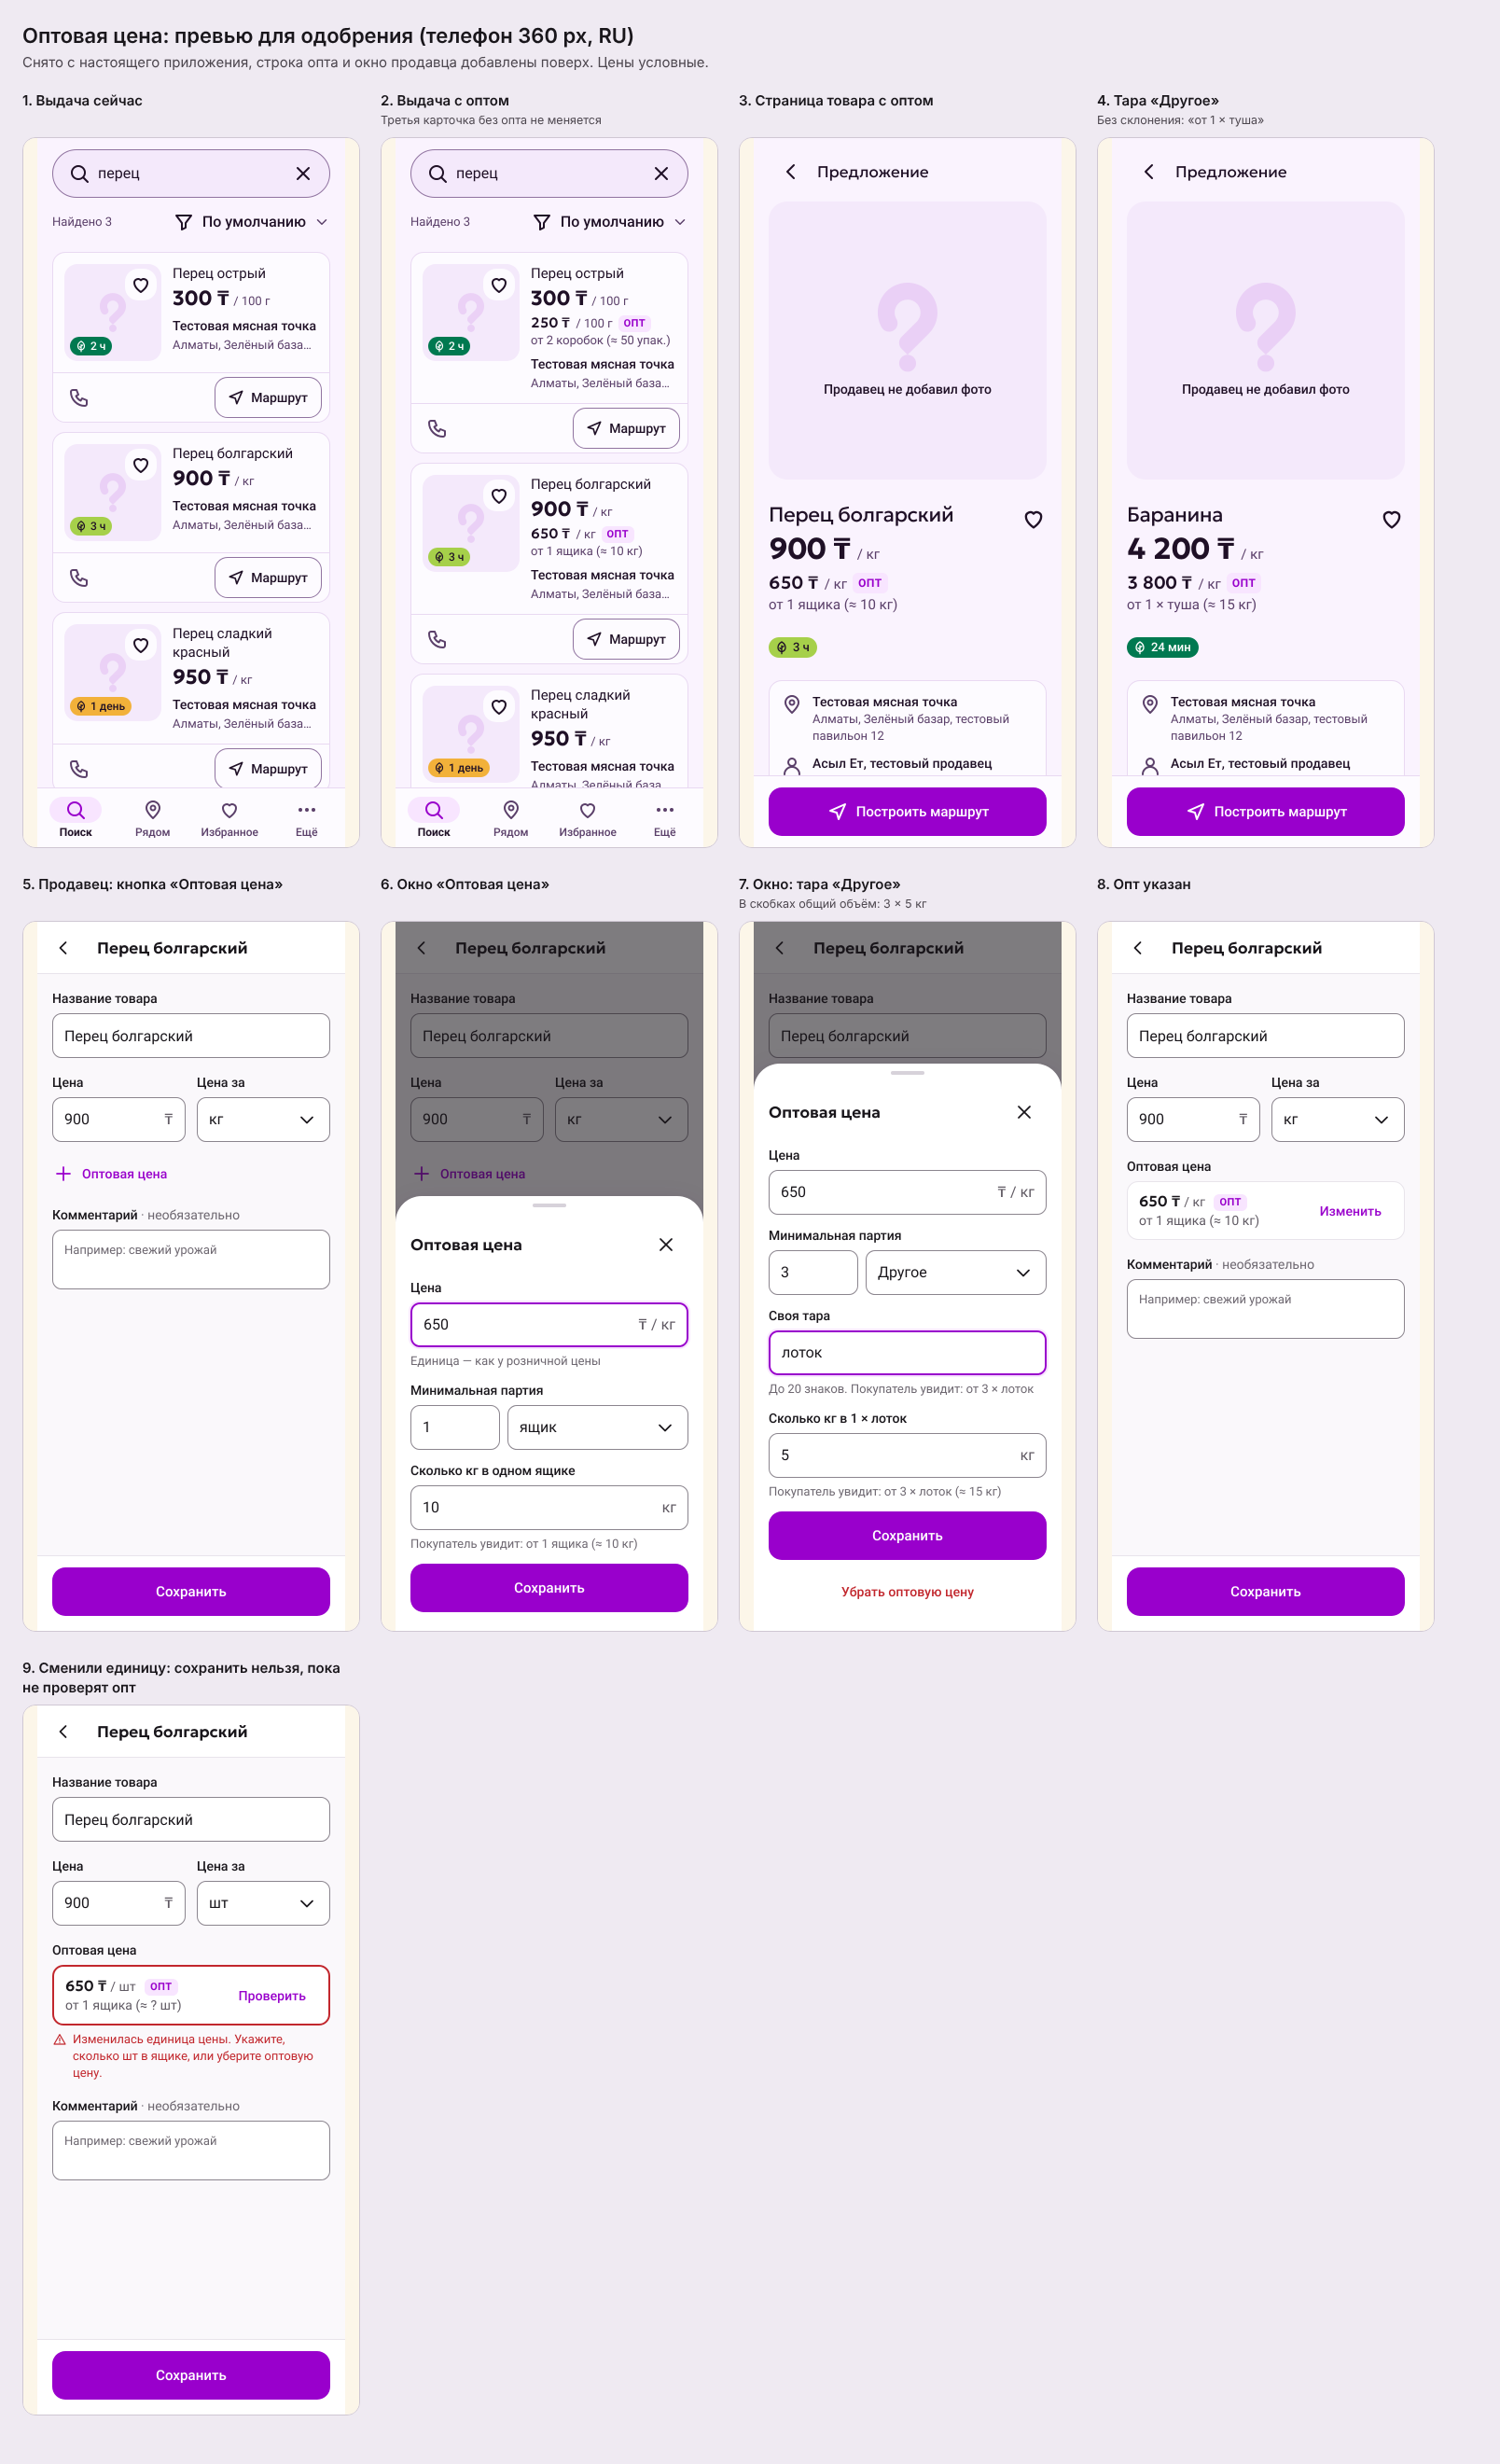 Оптовая цена: превью для одобрения (телефон 360 px, RU)
Снято с настоящего приложения, строка опта и окно продавца добавлены поверх. Цены условные.
1. Выдача сейчас
перец
Найдено 3
По умолчанию
Перец острый
300 ₸ / 100 г
Тестовая мясная точка
Алматы, Зелёный база...
2 ч
Маршрут
Перец болгарский
900 ₸ / кг
Тестовая мясная точка
Алматы, Зелёный база...
3 ч
Маршрут
Перец сладкий
красный
950 ₸ / кг
Тестовая мясная точка
Алматы, Зелёный база...
1 день
Маршрут
Поиск
Рядом
Избранное
Ещё
2. Выдача с оптом
Третья карточка без опта не меняется
перец
Найдено 3
По умолчанию
Перец острый
300 ₸ / 100 г
250 ₸ / 100 г ОПТ
от 2 коробок (≈ 50 упак.)
Тестовая мясная точка
Алматы, Зелёный база...
2 ч
Маршрут
Перец болгарский
900 ₸ / кг
650 ₸ / кг ОПТ
от 1 ящика (≈ 10 кг)
Тестовая мясная точка
Алматы, Зелёный база...
3 ч
Маршрут
Перец сладкий
красный
950 ₸ / кг
Тестовая мясная точка
Алматы, Зелёный база...
1 день
Поиск
Рядом
Избранное
Ещё
3. Страница товара с оптом
Предложение
Продавец не добавил фото
Перец болгарский
900 ₸ / кг
650 ₸ / кг ОПТ
от 1 ящика (≈ 10 кг)
3 ч
Тестовая мясная точка
Алматы, Зелёный базар, тестовый
павильон 12
Асыл Ет, тестовый продавец
Построить маршрут
4. Тара «Другое»
Без склонения: «от 1 × туша»
Предложение
Продавец не добавил фото
Баранина
4 200 ₸ / кг
3 800 ₸ / кг ОПТ
от 1 × туша (≈ 15 кг)
24 мин
Тестовая мясная точка
Алматы, Зелёный базар, тестовый
павильон 12
Асыл Ет, тестовый продавец
Построить маршрут
5. Продавец: кнопка «Оптовая цена»
Перец болгарский
Название товара
Перец болгарский
Цена
Цена за
900 ₸
кг
Оптовая цена
Комментарий · необязательно
Например: свежий урожай
Сохранить
6. Окно «Оптовая цена»
Перец болгарский
Название товара
Перец болгарский
Цена
Цена за
900 ₸
кг
Оптовая цена
Оптовая цена
Цена
650 ₸ / кг
Единица — как у розничной цены
Минимальная партия
1
ящик
Сколько кг в одном ящике
10 кг
Покупатель увидит: от 1 ящика (≈ 10 кг)
Сохранить
7. Окно: тара «Другое»
В скобках общий объём: 3 × 5 кг
Перец болгарский
Название товара
Перец болгарский
Оптовая цена
Цена
650 ₸ / кг
Минимальная партия
3
Другое
Своя тара
лоток
До 20 знаков. Покупатель увидит: от 3 × лоток
Сколько кг в 1 × лоток
5 кг
Покупатель увидит: от 3 × лоток (≈ 15 кг)
Сохранить
Убрать оптовую цену
8. Опт указан
Перец болгарский
Название товара
Перец болгарский
Цена
Цена за
900 ₸
кг
Оптовая цена
650 ₸ / кг ОПТ
от 1 ящика (≈ 10 кг)
Изменить
Комментарий · необязательно
Например: свежий урожай
Сохранить
9. Сменили единицу: сохранить нельзя, пока
не проверят опт
Перец болгарский
Название товара
Перец болгарский
Цена
Цена за
900 ₸
шт
Оптовая цена
650 ₸ / шт ОПТ
от 1 ящика (≈ ? шт)
Проверить
Изменилась единица цены. Укажите,
сколько шт в ящике, или уберите оптовую
цену.
Комментарий · необязательно
Например: свежий урожай
Сохранить